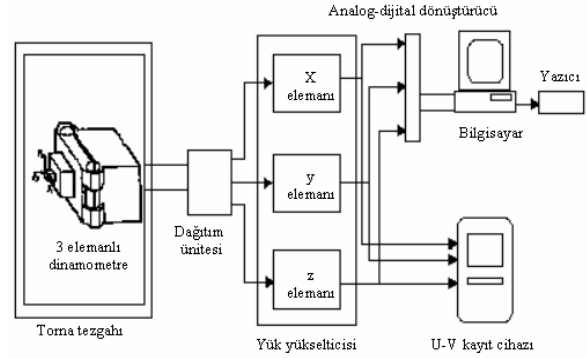 Analog-dijital dönüştürücü
X
elemanı
y
elemanı
z
elemanı
Yazıcı
Bilgisayar
Dağıtım
ünitesi
3 elemanlı
dinamometre
Torna tezgahı
Yük yükselticisi
U-V kayıt cihazı